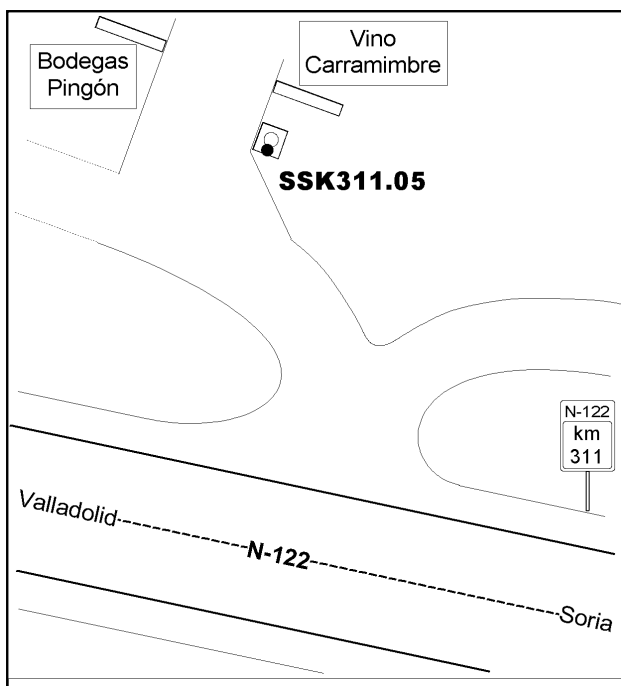 Bodegas
Pingón
Vino
Carramimbre
SSK311.05
N-122
km
311
Valladolid
N-122
Soria